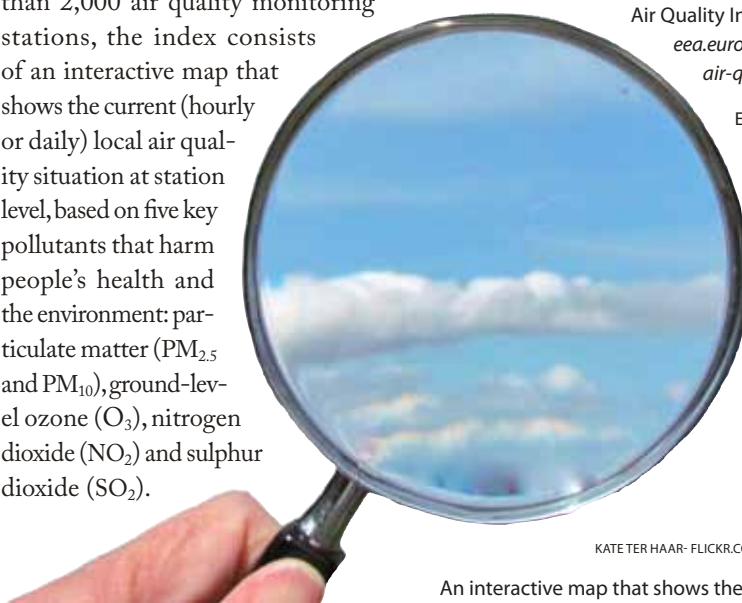 than 2,000 air quality monitoring
stations, the index consists
of an interactive map that
shows the current (hourly
or daily) local air qual-
ity situation at station
level, based on five key
pollutants that harm
people's health and
the environment: par-
ticulate matter (PM₂.₅
and PM₁₀), ground-lev-
el ozone (O₃), nitrogen
dioxide (NO₂) and sulphur
dioxide (SO₂).
Air Quality
eea.
air-
KATE TER HAAR- FLICKR.
An interactive map that shows the